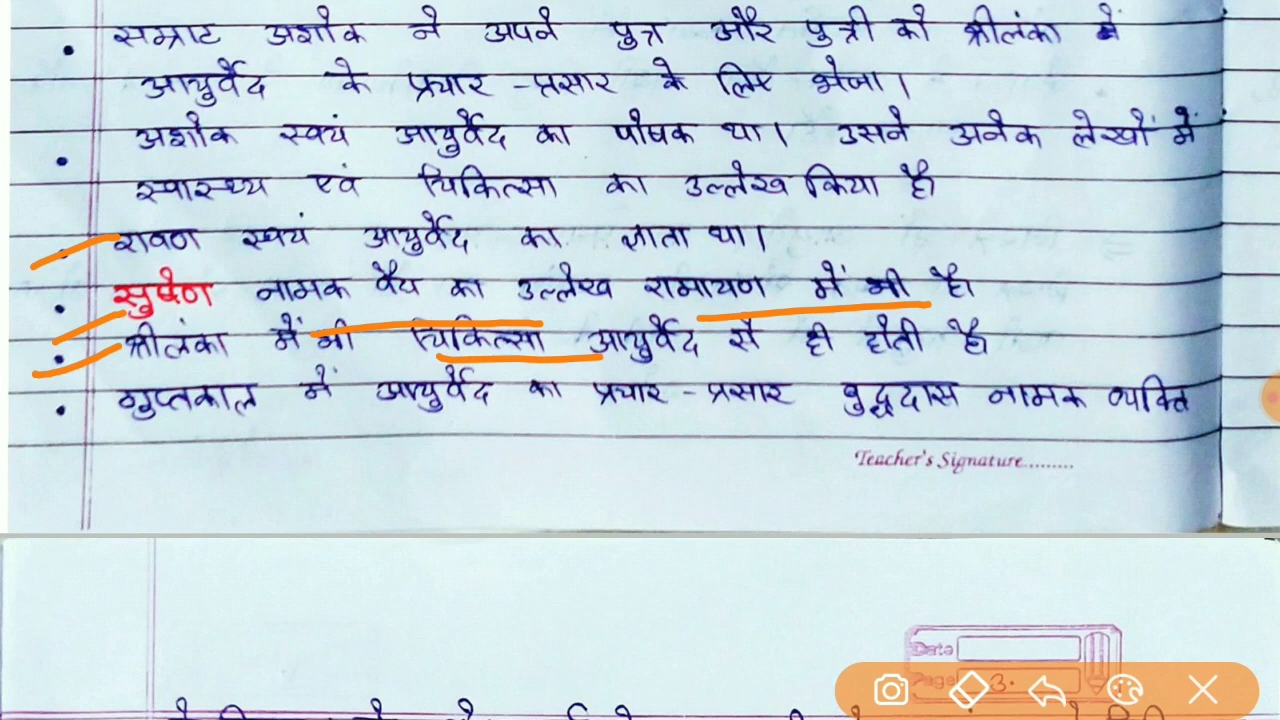 सम्राट अशोक ने अपने पुत्र और पुत्री को श्रीलंका में
आयुर्वेद के प्रचार -प्रसार के लिए भेजा।
अशोक स्वयं आयुर्वेद का पोषक था। उसने अनेक लेखों में
स्वास्थ्य एवं चिकित्सा का उल्लेख किया है
रावण स्वयं आयुर्वेद का ज्ञाता था।
सुषेण नामक वैद्य का उल्लेख रामायण में भी है।
श्रीलंका में भी चिकित्सा आयुर्वेद से ही होती है
गुप्तकाल में आयुर्वेद का प्रचार - प्रसार बुद्धदास नामक व्यक्ति
Teacher's Signature.........
Date
Page 3.